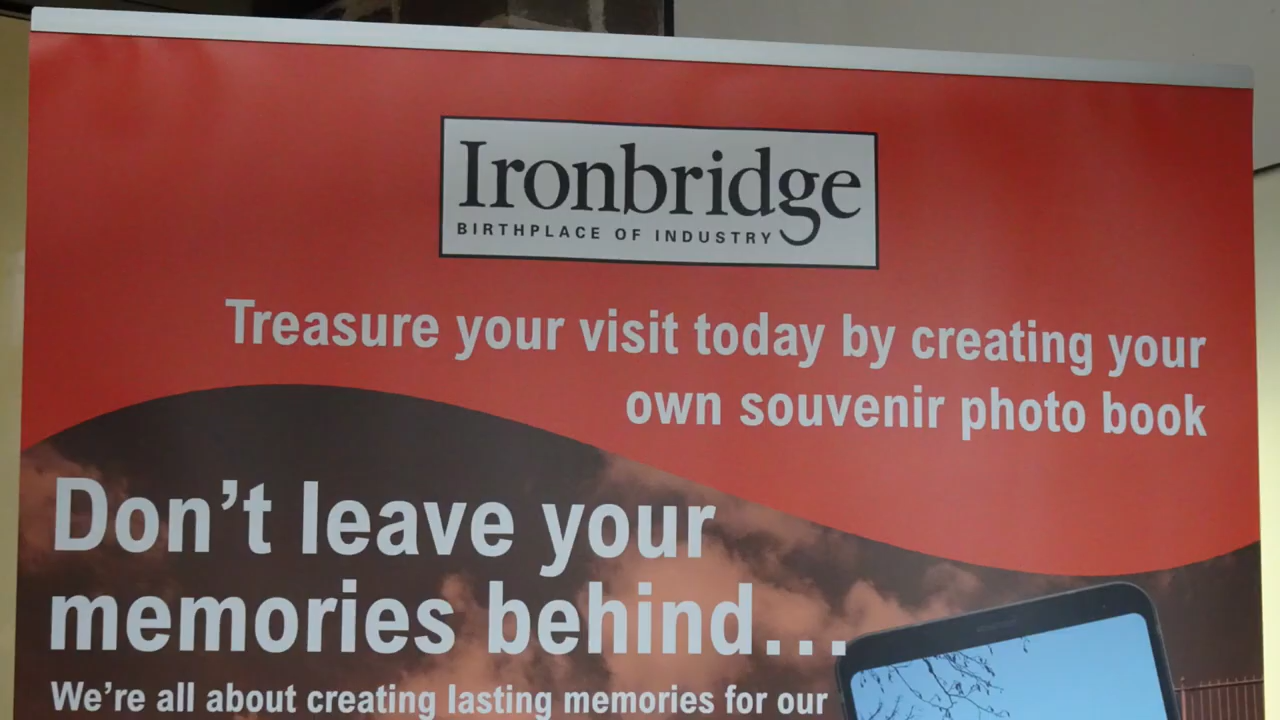 Ironbridge
BIRTHPLACE OF INDUSTRY
Treasure your visit today by creating your
own souvenir photo book
Don't leave your
memories behind...
We're all about creating lasting memories for our